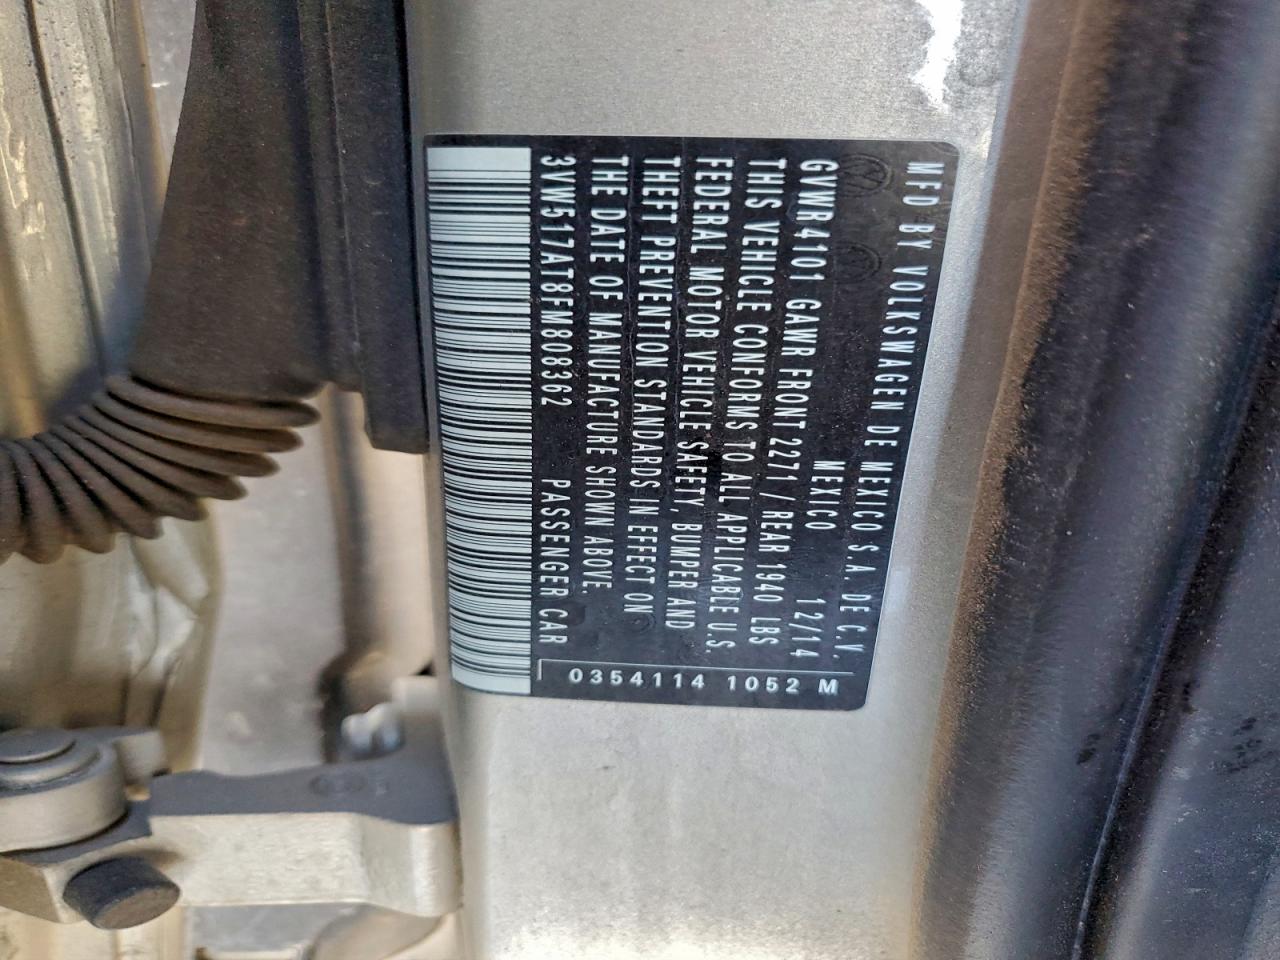 MFD BY VOLKSWAGEN DE MEXICO S.A. DE C.V.
MEXICO 12/14
GVWR4101 GAWR FRONT 2271 / REAR 1940 LBS
THIS VEHICLE CONFORMS TO ALL APPLICABLE U.S.
FEDERAL MOTOR VEHICLE SAFETY, BUMPER AND
THEFT PREVENTION STANDARDS IN EFFECT ON
THE DATE OF MANUFACTURE SHOWN ABOVE.
3VW517AT8FM808362 PASSENGER CAR
0354114 1052 M